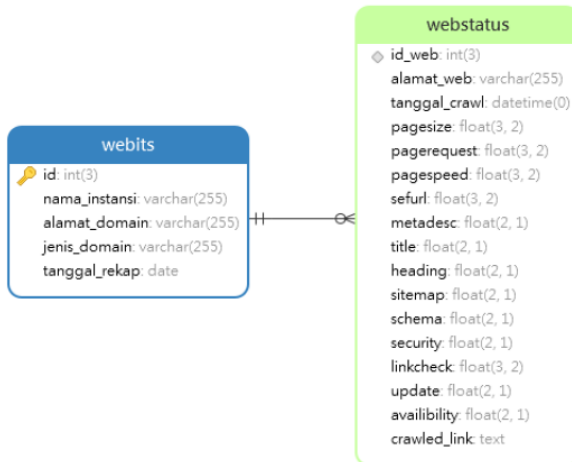 webits
id: int(3)
nama_instansi: varchar(255)
alamat_domain: varchar(255)
jenis_domain: varchar(255)
tanggal_rekap: date
webstatus
id_web: int(3)
alamat_web: varchar(255)
tanggal_crawl: datetime(0)
pagesize: float(3, 2)
pagerequest: float(3, 2)
pagespeed: float(3, 2)
sefurl: float(3, 2)
metadesc: float(2, 1)
title: float(2, 1)
heading: float(2, 1)
sitemap: float(2, 1)
schema: float(2, 1)
security: float(2, 1)
linkcheck: float(3, 2)
update: float(2, 1)
availibility: float(2, 1)
crawled_link: text